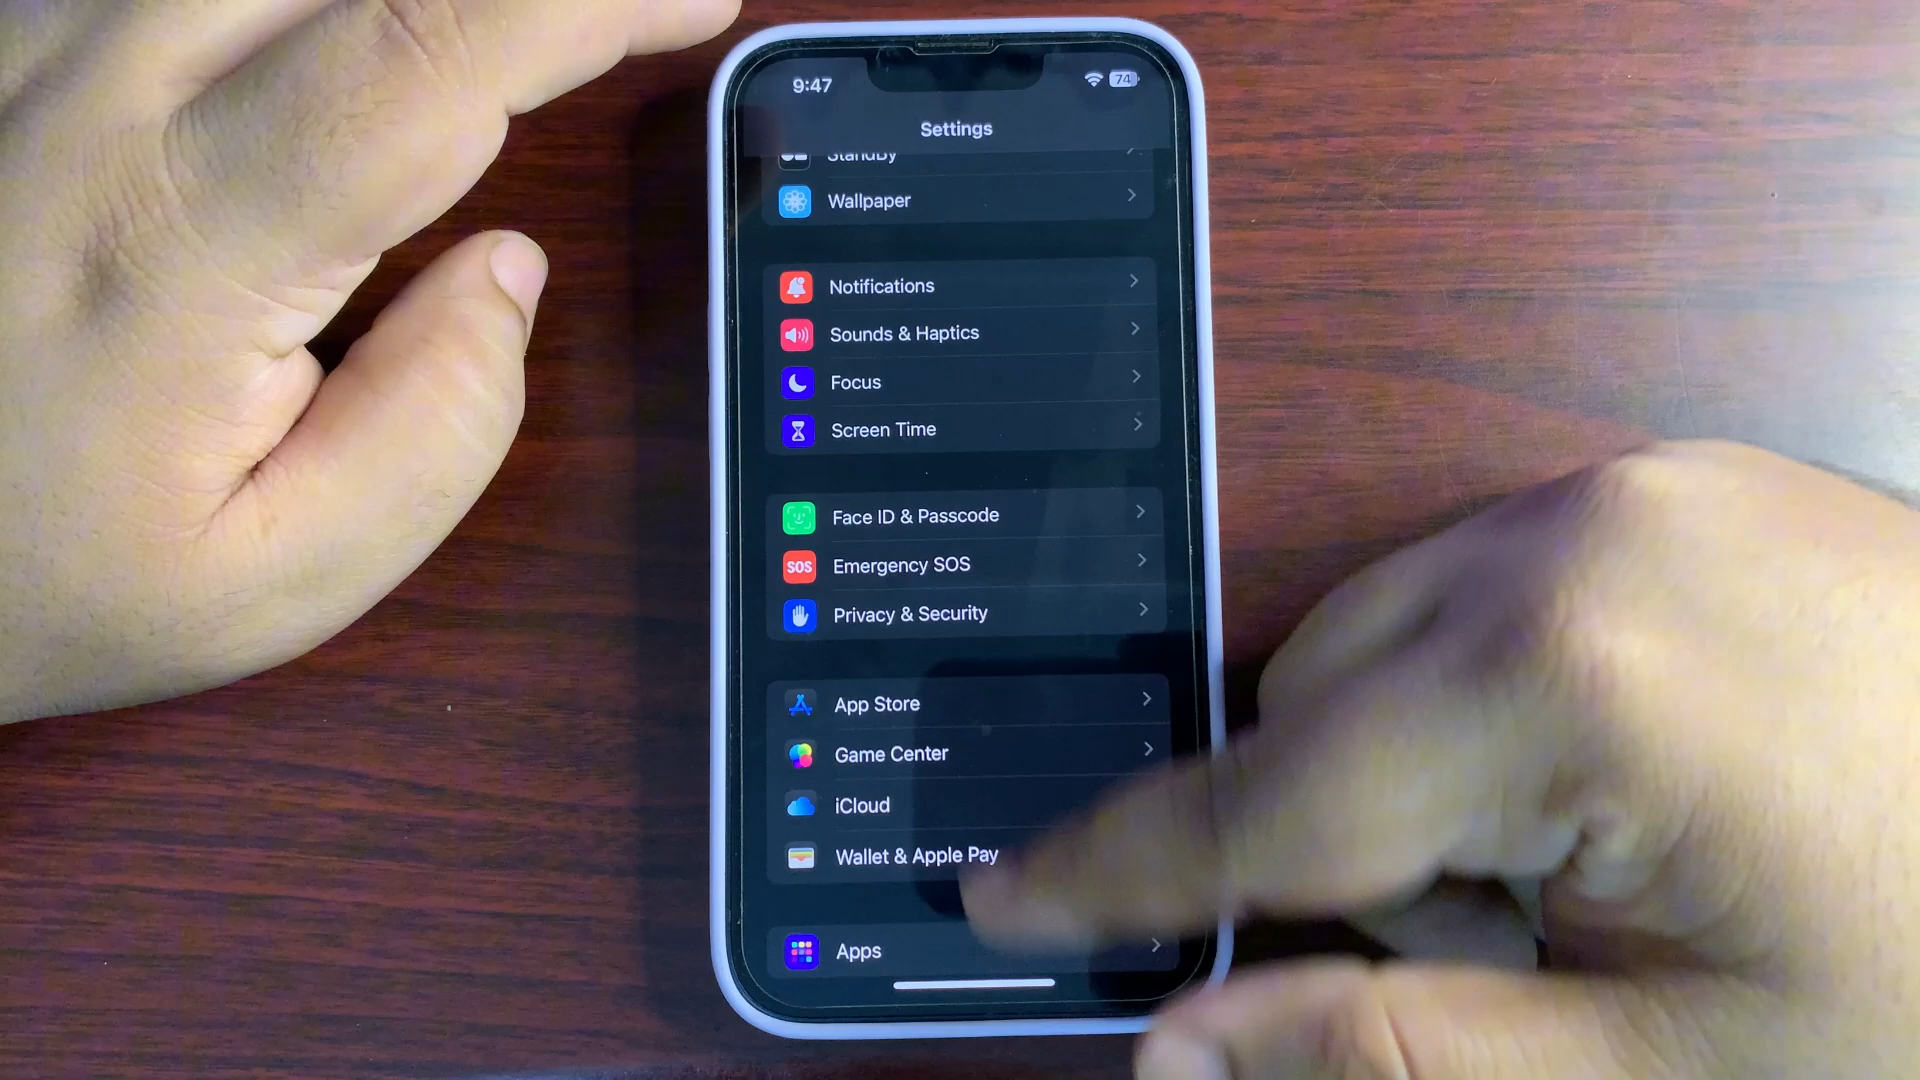 9:47
74
Settings
StandBy
Wallpaper
Notifications
Sounds & Haptics
Focus
Screen Time
Face ID & Passcode
SOS Emergency SOS
Privacy & Security
App Store
Game Center
iCloud
Wallet & Apple Pay
Apps